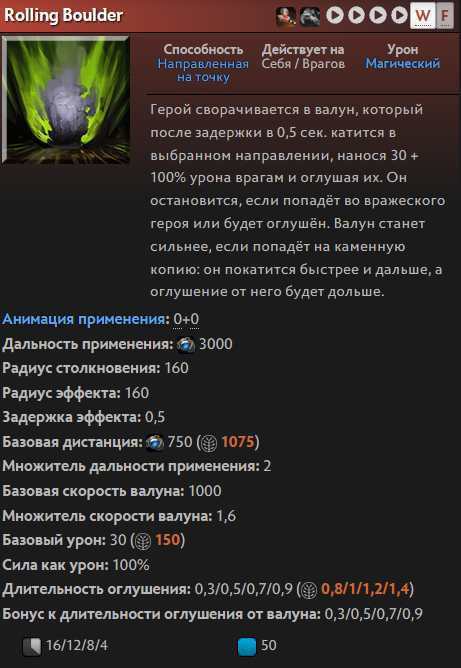 Rolling Boulder W F
Способность Действует на Урон
Направленная Себя / Врагов Магический
на точку
Герой сворачивается в валун, который
после задержки в 0,5 сек. катится в
выбранном направлении, нанося 30 +
100% урона врагам и оглушая их. Он
остановится, если попадёт во вражеского
героя или будет оглушён. Валун станет
сильнее, если попадёт на каменную
копию: он покатится быстрее и дальше, а
оглушение от него будет дольше.
Анимация применения: 0+0
Дальность применения: 3000
Радиус столкновения: 160
Радиус эффекта: 160
Задержка эффекта: 0,5
Базовая дистанция: 750 (1075)
Множитель дальности применения: 2
Базовая скорость валуна: 1000
Множитель скорости валуна: 1,6
Базовый урон: 30 (150)
Сила как урон: 100%
Длительность оглушения: 0,3/0,5/0,7/0,9 (0,8/1/1,2/1,4)
Бонус к длительности оглушения от валуна: 0,3/0,5/0,7/0,9
16/12/8/4 50